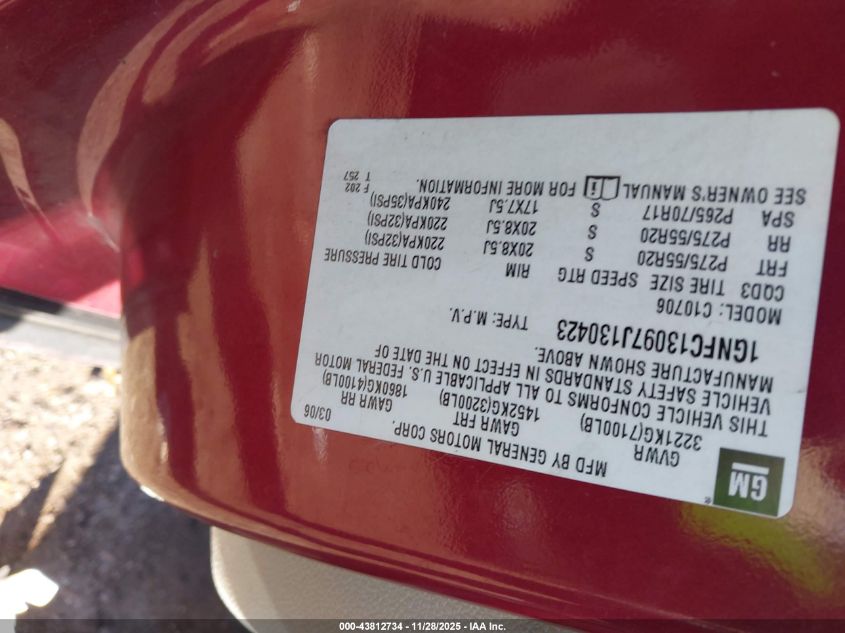 GM
®
MFD BY GENERAL MOTORS CORP.
03/06
GVWR GAWR FRT GAWR RR
3221KG(7100LB) 1452KG(3200LB) 1860KG(4100LB)
THIS VEHICLE CONFORMS TO ALL APPLICABLE U.S. FEDERAL MOTOR
VEHICLE SAFETY STANDARDS IN EFFECT ON THE DATE OF
MANUFACTURE SHOWN ABOVE.
1GNFC13097J130423 TYPE: M.P.V.
MODEL: C10706
CQD3 TIRE SIZE SPEED RTG RIM COLD TIRE PRESSURE
FRT P275/55R20 S 20X8.5J 220KPA(32PSI)
RR P275/55R20 S 20X8.5J 220KPA(32PSI)
SPA P265/70R17 S 17X7.5J 240KPA(35PSI)
SEE OWNER'S MANUAL i FOR MORE INFORMATION.
F 202
T 257
000-43812734 - 11/28/2025 - IAA Inc.